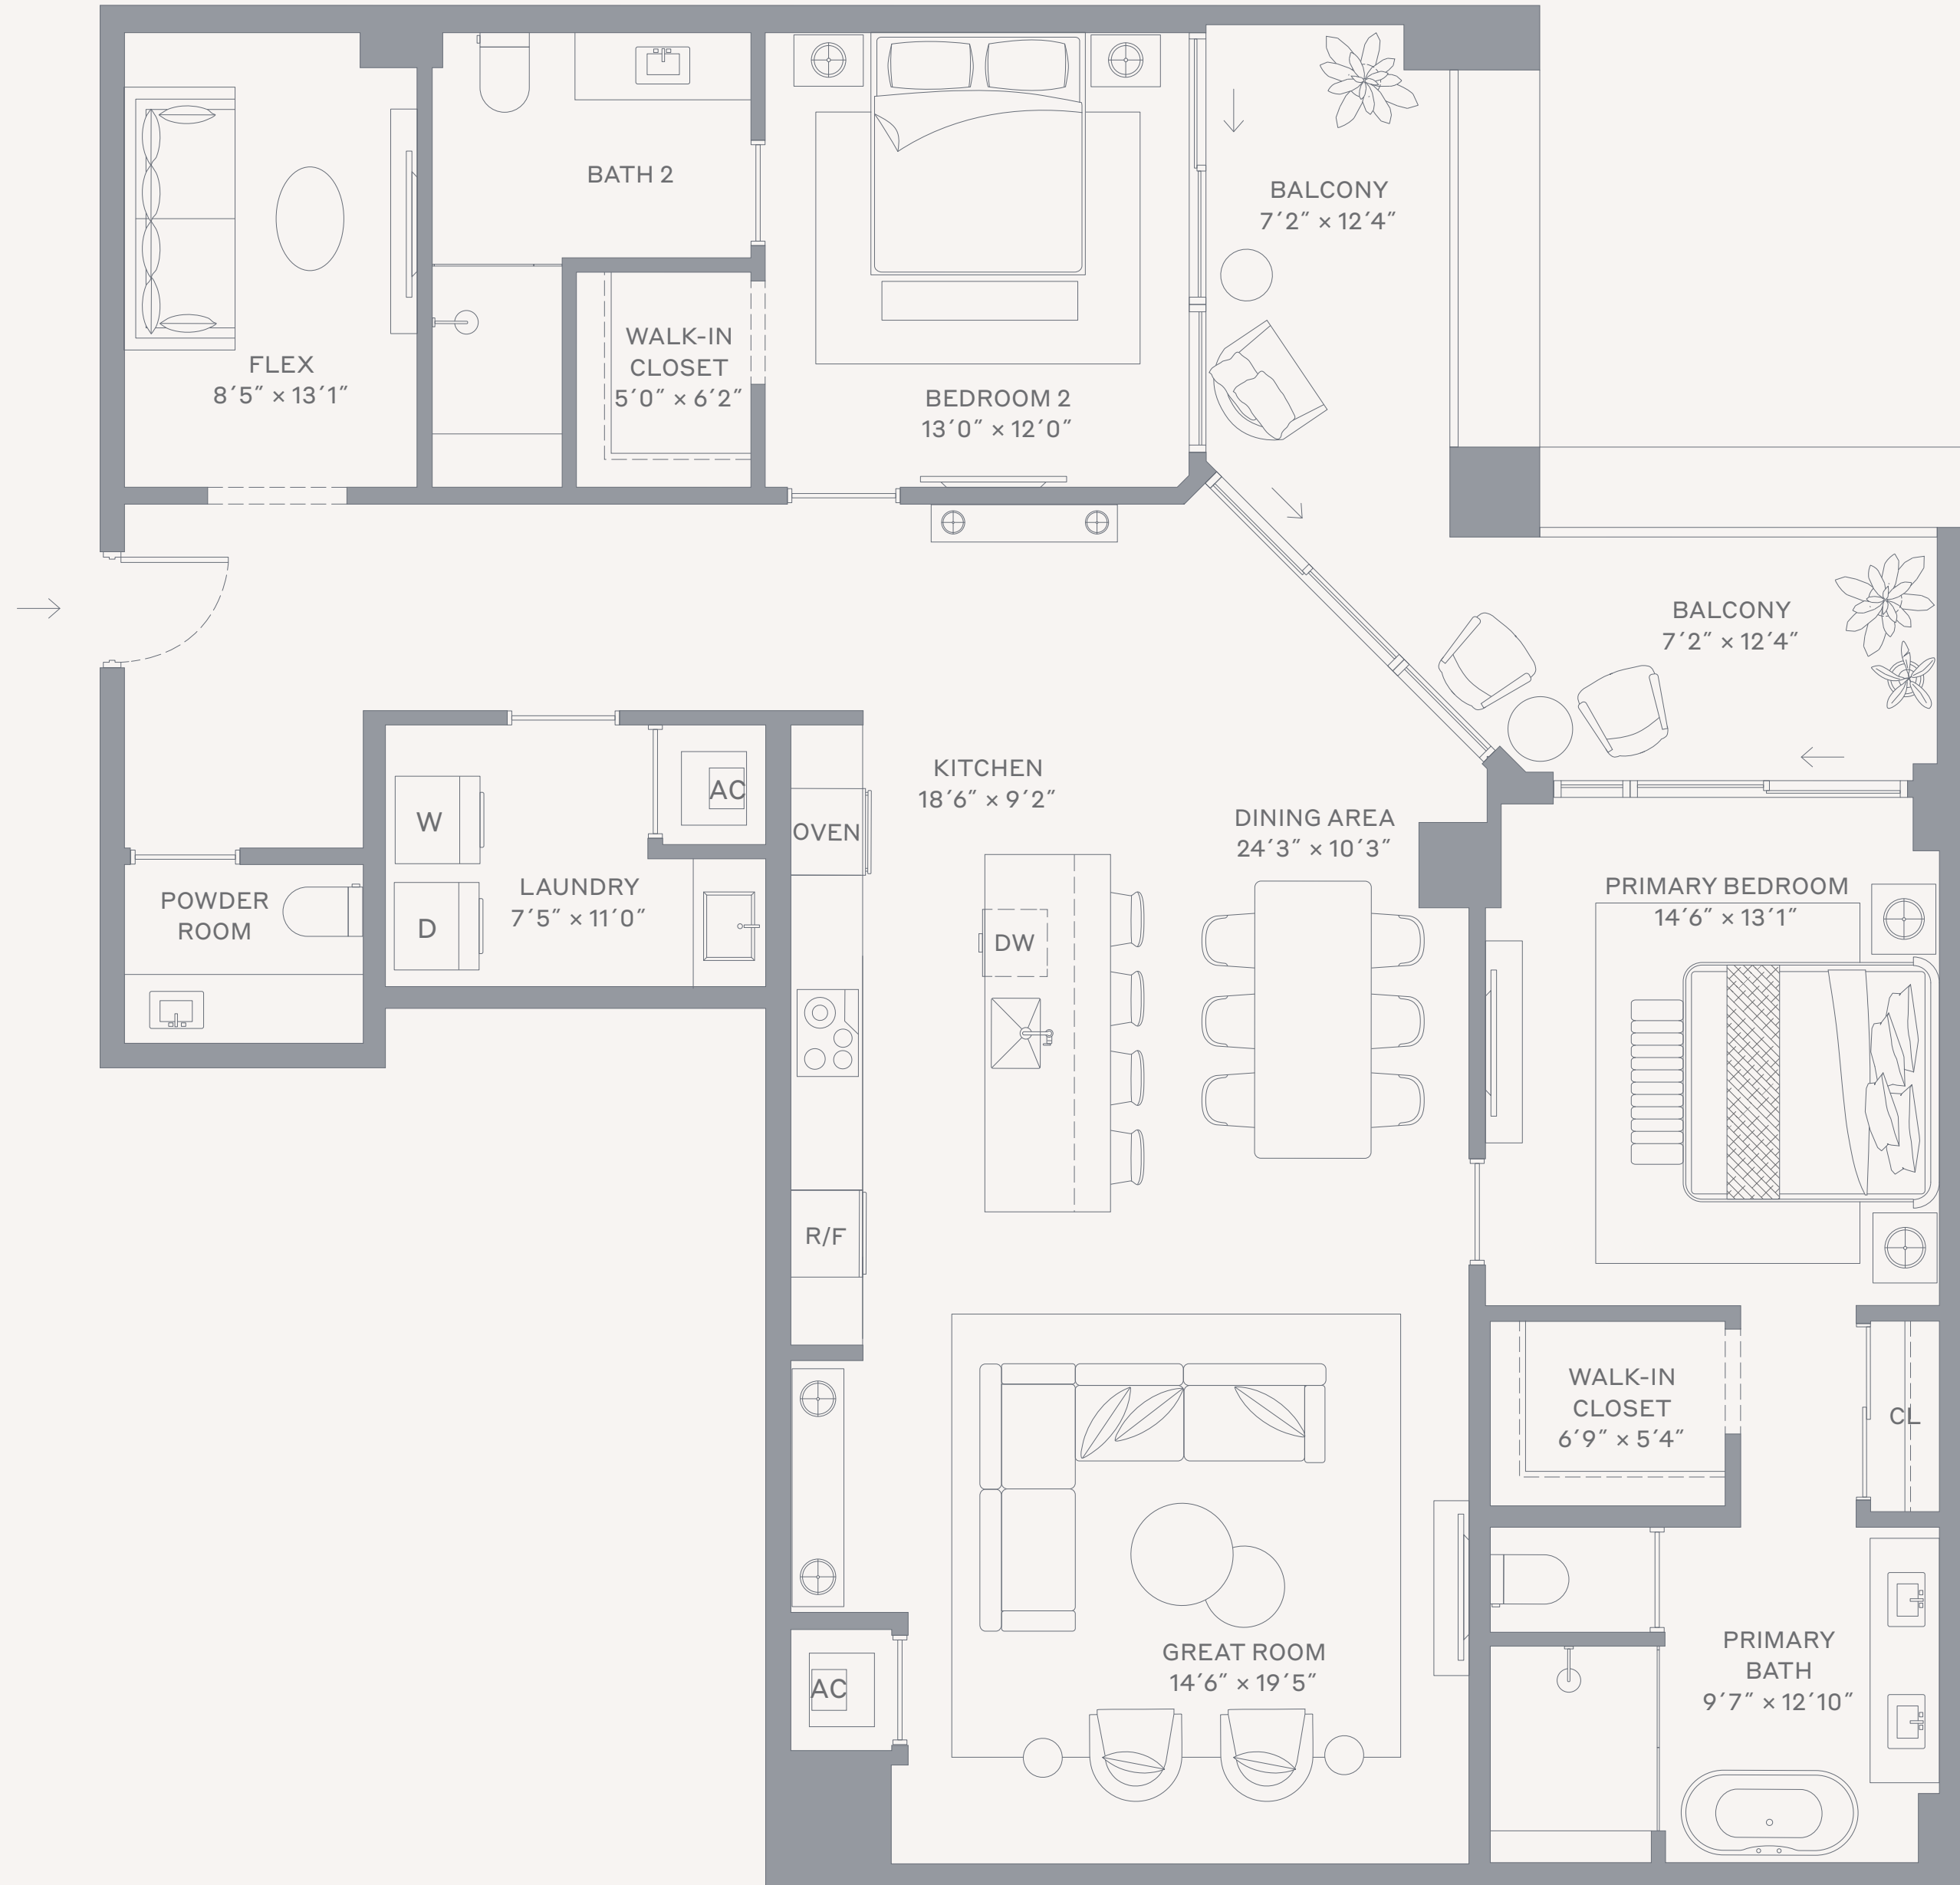 BATH 2
BALCONY
7′2″ × 12′4″
FLEX
8′5″ × 13′1″
WALK-IN
CLOSET
5′0″ × 6′2″
BEDROOM 2
13′0″ × 12′0″
BALCONY
7′2″ × 12′4″
KITCHEN
18′6″ × 9′2″
DINING AREA
24′3″ × 10′3″
W
AC
OVEN
D
LAUNDRY
7′5″ × 11′0″
POWDER
ROOM
DW
PRIMARY BEDROOM
14′6″ × 13′1″
R/F
WALK-IN
CLOSET
6′9″ × 5′4″
CL
GREAT ROOM
14′6″ × 19′5″
AC
PRIMARY
BATH
9′7″ × 12′10″